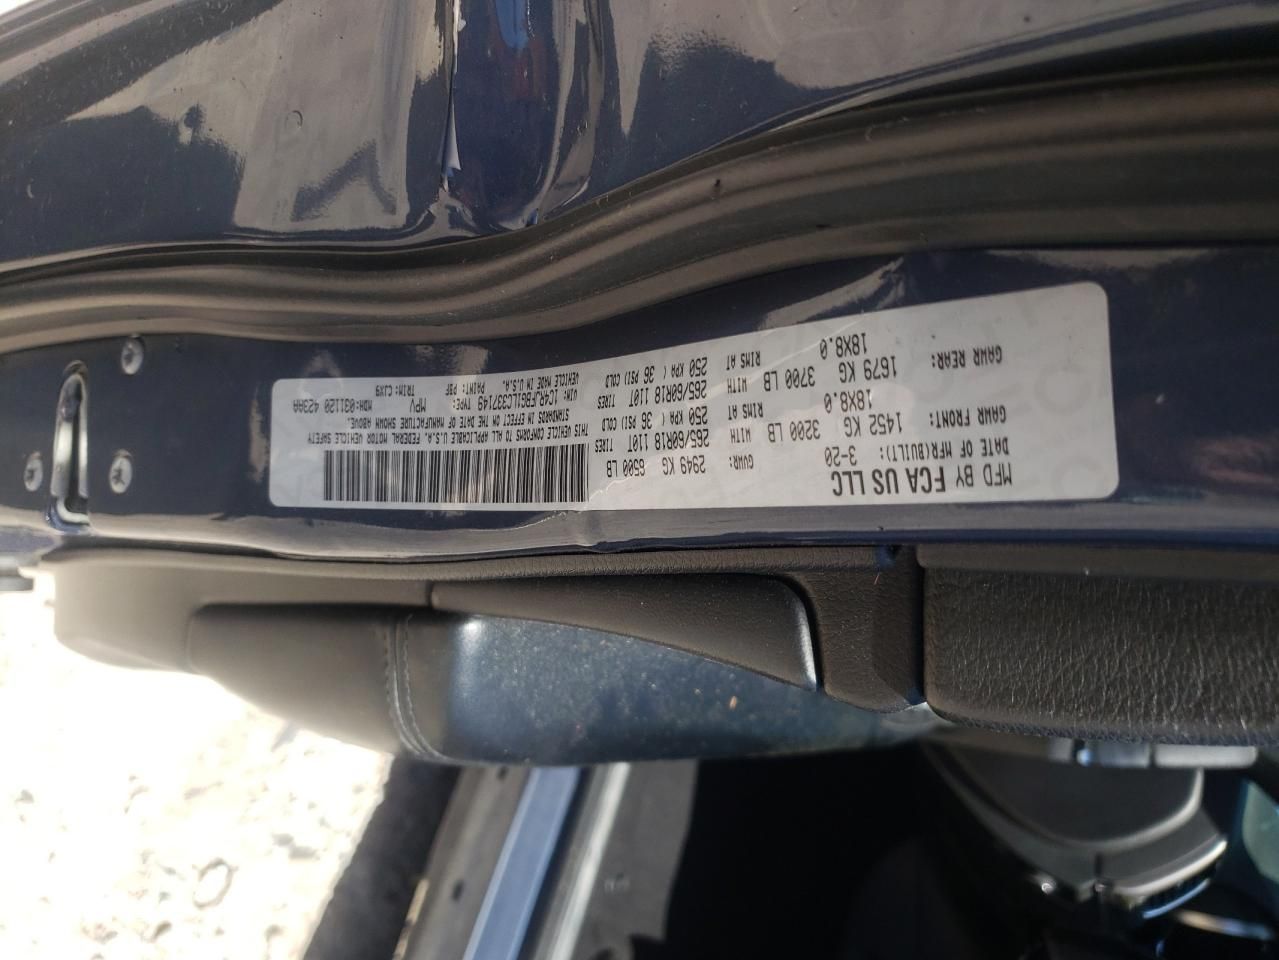 MFD BY FCA US LLC
DATE OF MFR(BUILT): 3-20 GVWR: 2949 KG 6500 LB
GAWR FRONT: 1452 KG 3200 LB WITH 265/60R18 110T TIRES
18X8.0 RIMS AT 250 KPA ( 36 PSI) COLD
GAWR REAR: 1679 KG 3700 LB WITH 265/60R18 110T TIRES
18X8.0 RIMS AT 250 KPA ( 36 PSI) COLD
THIS VEHICLE CONFORMS TO ALL APPLICABLE U.S.A. FEDERAL MOTOR VEHICLE SAFETY
STANDARDS IN EFFECT ON THE DATE OF MANUFACTURE SHOWN ABOVE.
VIN: 1C4RJFBG1LC337149 TYPE: MPV MDH:031120 423AA
VEHICLE MADE IN U.S.A. PAINT: PBF TRIM: CJX9